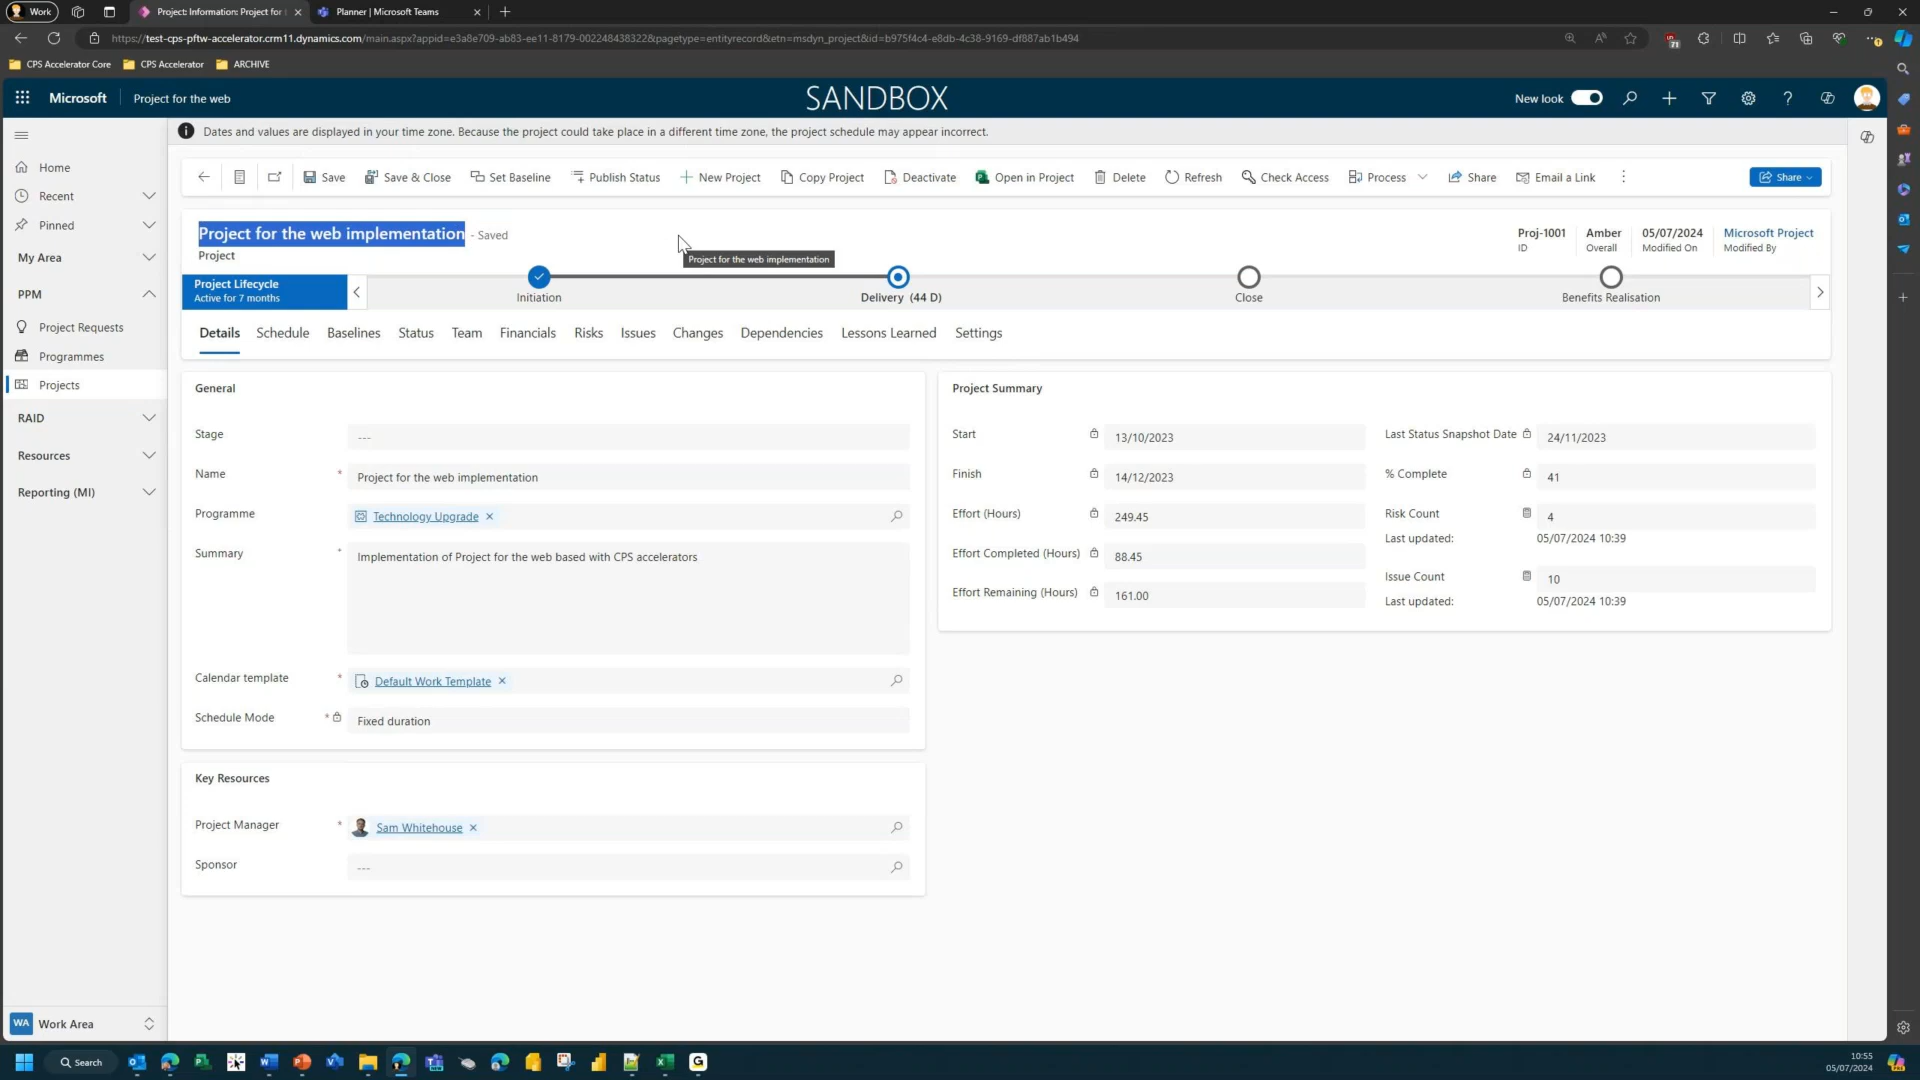 Work
Project: Information: Project for
Planner | Microsoft Teams
https://test-cps-pftw-accelerator.crm11.dynamics.com/main.aspx?appid=e3a8e709-ab83-ee11-8179-002248438322&pagetype=entityrecord&etn=msdyn_project&id=b975f4c4-e8db-4c38-9169-df887ab1b494
71
CPS Accelerator Core
CPS Accelerator
ARCHIVE
Microsoft
Project for the web
SANDBOX
New look
Dates and values are displayed in your time zone. Because the project could take place in a different time zone, the project schedule may appear incorrect.
Home
Recent
Pinned
My Area
PPM
Project Requests
Programmes
Projects
RAID
Resources
Reporting (MI)
WA Work Area
Save
Save & Close
Set Baseline
Publish Status
New Project
Copy Project
Deactivate
Open in Project
Delete
Refresh
Check Access
Process
Share
Email a Link
Share
Project for the web implementation - Saved
Project
Project for the web implementation
Proj-1001
ID
Amber
Overall
05/07/2024
Modified On
Microsoft Project
Modified By
Project Lifecycle
Active for 7 months
Initiation
Delivery (44 D)
Close
Benefits Realisation
Details
Schedule
Baselines
Status
Team
Financials
Risks
Issues
Changes
Dependencies
Lessons Learned
Settings
General
Stage
---
Name *
Project for the web implementation
Programme
Technology Upgrade
Summary *
Implementation of Project for the web based with CPS accelerators
Calendar template *
Default Work Template
Schedule Mode *
Fixed duration
Key Resources
Project Manager *
Sam Whitehouse
Sponsor
---
Project Summary
Start
13/10/2023
Finish
14/12/2023
Effort (Hours)
249.45
Effort Completed (Hours)
88.45
Effort Remaining (Hours)
161.00
Last Status Snapshot Date
24/11/2023
% Complete
41
Risk Count
4
Last updated:
05/07/2024 10:39
Issue Count
10
Last updated:
05/07/2024 10:39
Search
10:55
05/07/2024